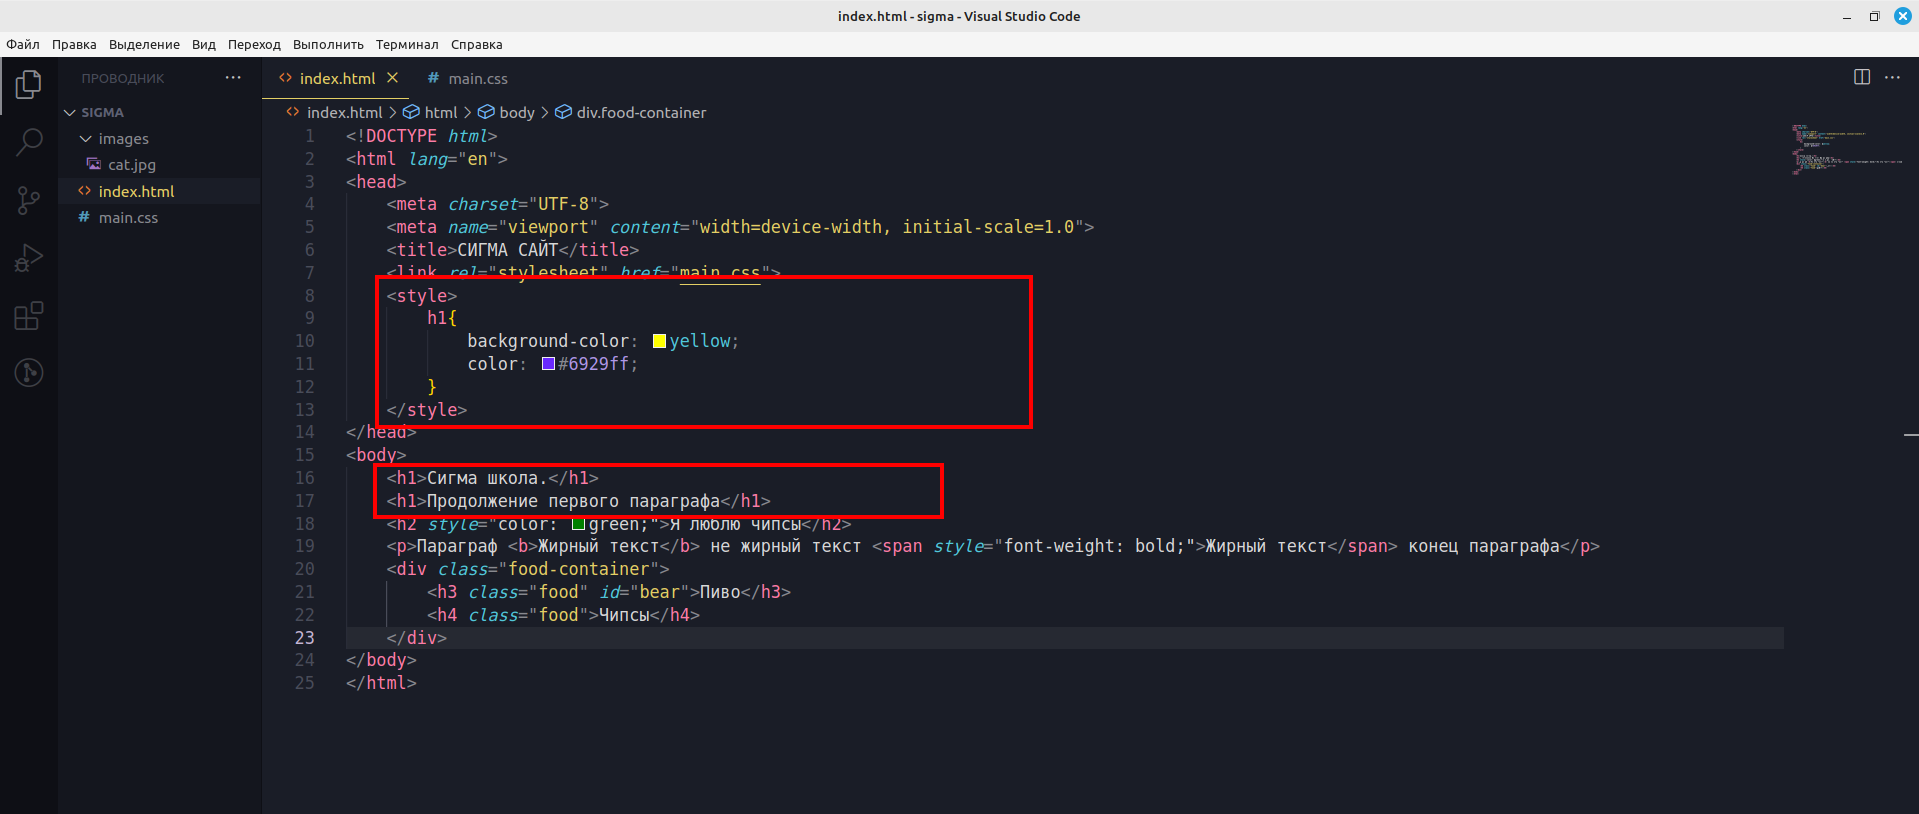 index.html - sigma - Visual Studio Code
Файл Правка Выделение Вид Переход Выполнить Терминал Справка
ПРОВОДНИК
SIGMA
images
cat.jpg
index.html
main.css
index.html main.css
index.html > html > body > div.food-container
1 <!DOCTYPE html>
2 <html lang="en">
3 <head>
4 <meta charset="UTF-8">
5 <meta name="viewport" content="width=device-width, initial-scale=1.0">
6 <title>СИГМА САЙТ</title>
7 <link rel="stylesheet" href="main.css">
8 <style>
9 h1{
10 background-color: yellow;
11 color: #6929ff;
12 }
13 </style>
14 </head>
15 <body>
16 <h1>Сигма школа.</h1>
17 <h1>Продолжение первого параграфа</h1>
18 <h2 style="color: green;">Я люблю чипсы</h2>
19 <p>Параграф <b>Жирный текст</b> не жирный текст <span style="font-weight: bold;">Жирный текст</span> конец параграфа</p>
20 <div class="food-container">
21 <h3 class="food" id="bear">Пиво</h3>
22 <h4 class="food">Чипсы</h4>
23 </div>
24 </body>
25 </html>